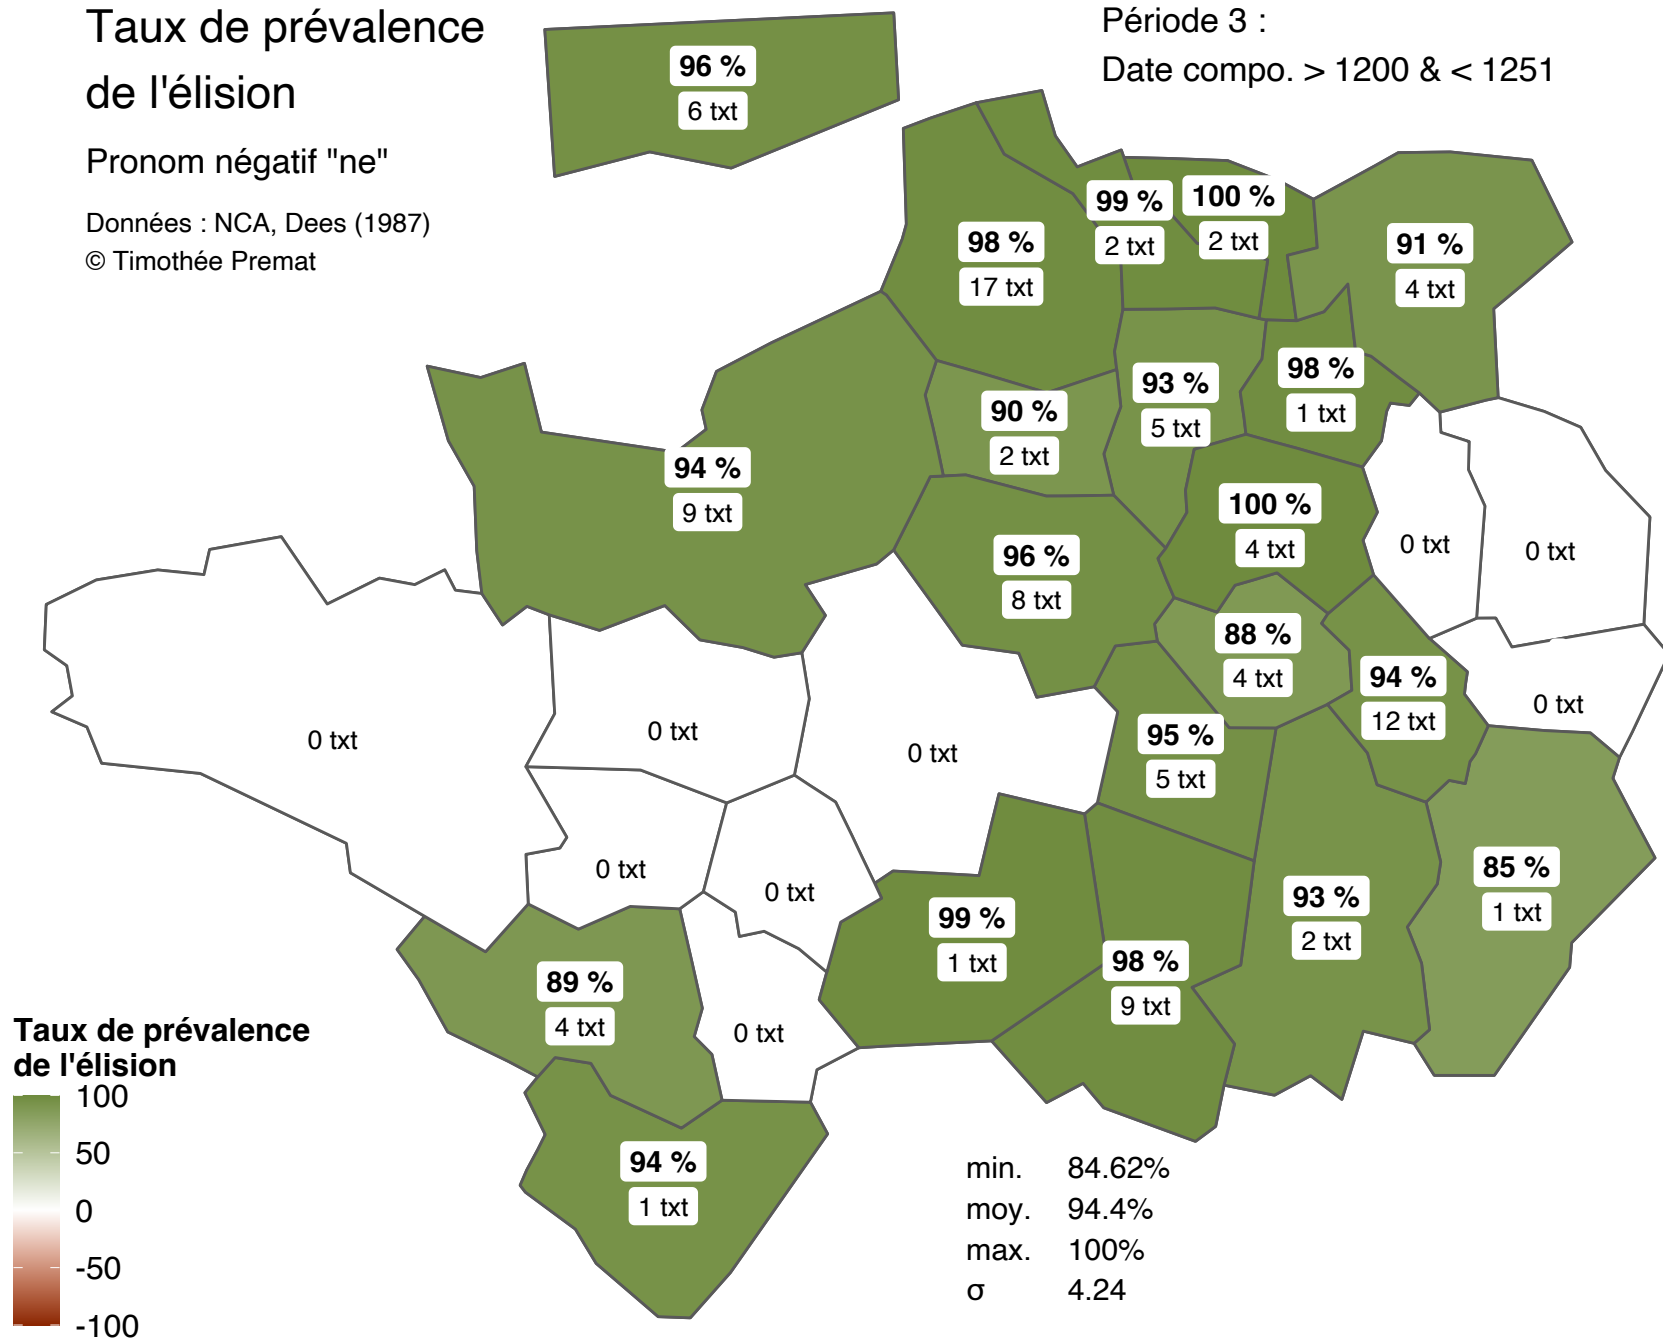 Taux de prévalence
de l'élision
Pronom négatif "ne"
Données : NCA, Dees (1987)
© Timothée Premat
Période 3 :
Date compo. > 1200 & < 1251
96 %
6 txt
99 %
2 txt
100 %
2 txt
98 %
17 txt
91 %
4 txt
98 %
1 txt
93 %
5 txt
90 %
2 txt
94 %
9 txt
100 %
4 txt
0 txt
0 txt
96 %
8 txt
88 %
4 txt
94 %
12 txt
0 txt
0 txt
0 txt
0 txt
95 %
5 txt
0 txt
0 txt
85 %
1 txt
99 %
1 txt
93 %
2 txt
98 %
9 txt
89 %
4 txt
0 txt
94 %
1 txt
Taux de prévalence
de l'élision
100
50
0
-50
-100
min. 84.62%
moy. 94.4%
max. 100%
σ 4.24